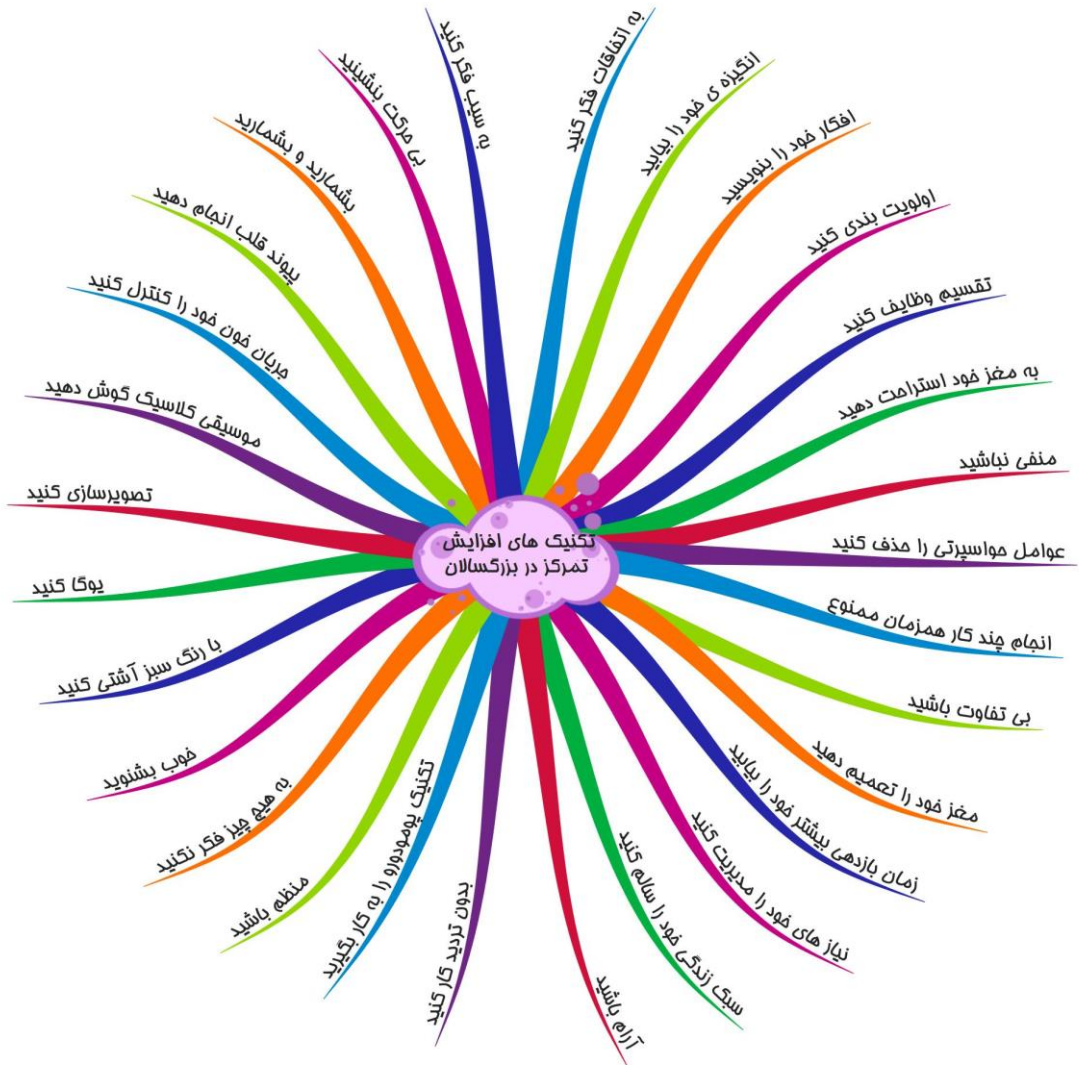 تکنیک های افزایش
تمرکز در بزرگسالان
به اتفاقات فکر کنید
انگیزه ی خود را بیابید
افکار خود را بنویسید
اولویت بندی کنید
تقسیم وظایف کنید
به مغز خود استراحت دهید
منفی نباشید
عوامل حواسپرتی را حذف کنید
انجام چند کار همزمان ممنوع
بی تفاوت باشید
مغز خود را تعمیم دهید
زمان بازدهی بیشتر خود را بیابید
نیاز های خود را مدیریت کنید
سبک زندگی خود را سالم کنید
آرام باشید
بدون تردید کار کنید
تکنیک پومودورو را به کار بگیرید
منظم باشید
به هیچ چیز فکر نکنید
خوب بشنوید
با رنگ سبز آشتی کنید
یوگا کنید
تصویرسازی کنید
موسیقی کلاسیک گوش دهید
جریان خون خود را کنترل کنید
پیوند قلب انجام دهید
بشمارید و بشمارید
بی حرکت بنشینید
به سیب فکر کنید